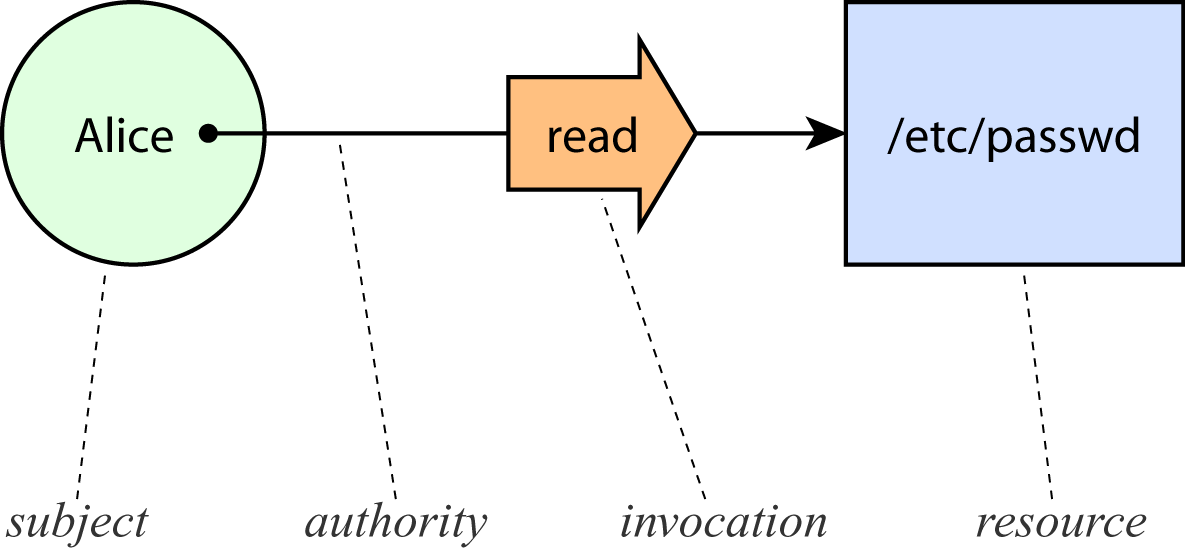 Alice
read
/etc/passwd
subject
authority
invocation
resource